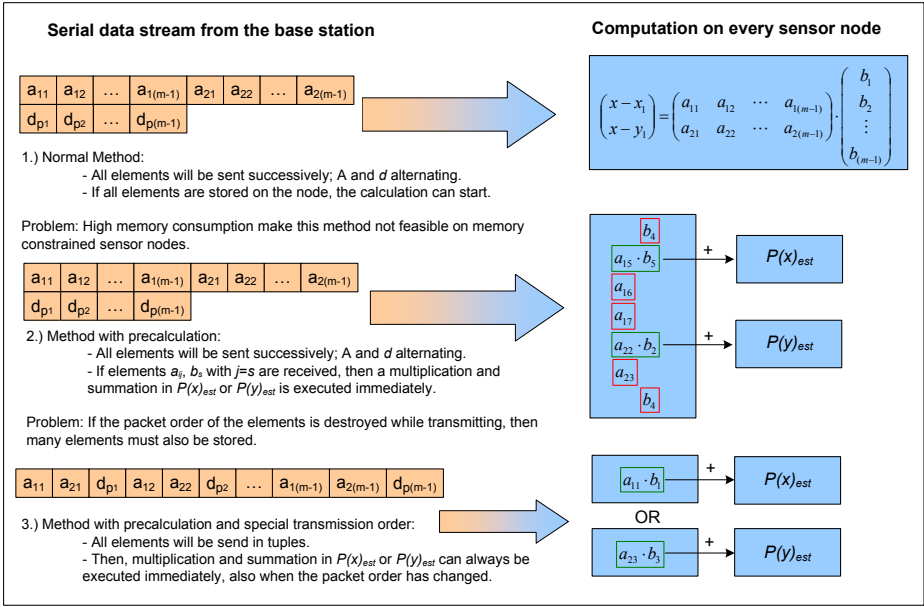 Serial data stream from the base station
Computation on every sensor node
a11 a12 … a1(m-1) a21 a22 … a2(m-1)
dp1 dp2 … dp(m-1)
1.) Normal Method:
- All elements will be sent successively; A and d alternating.
- If all elements are stored on the node, the calculation can start.
Problem: High memory consumption make this method not feasible on memory
constrained sensor nodes.
(x − x1) = (a11 a12 ⋯ a1(m−1)) · (b1
(x − y1) (a21 a22 ⋯ a2(m−1)) b2
⋮
b(m−1))
a11 a12 … a1(m-1) a21 a22 … a2(m-1)
dp1 dp2 … dp(m-1)
2.) Method with precalculation:
- All elements will be sent successively; A and d alternating.
- If elements aij, bs with j=s are received, then a multiplication and
summation in P(x)est or P(y)est is executed immediately.
Problem: If the packet order of the elements is destroyed while transmitting, then
many elements must also be stored.
b4
a15 · b5 + P(x)est
a16
a17
a22 · b2 + P(y)est
a23
b4
a11 a21 dp1 a12 a22 dp2 … a1(m-1) a2(m-1) dp(m-1)
3.) Method with precalculation and special transmission order:
- All elements will be send in tuples.
- Then, multiplication and summation in P(x)est or P(y)est can always be
executed immediately, also when the packet order has changed.
a11 · b1 + P(x)est
OR
a23 · b3 + P(y)est